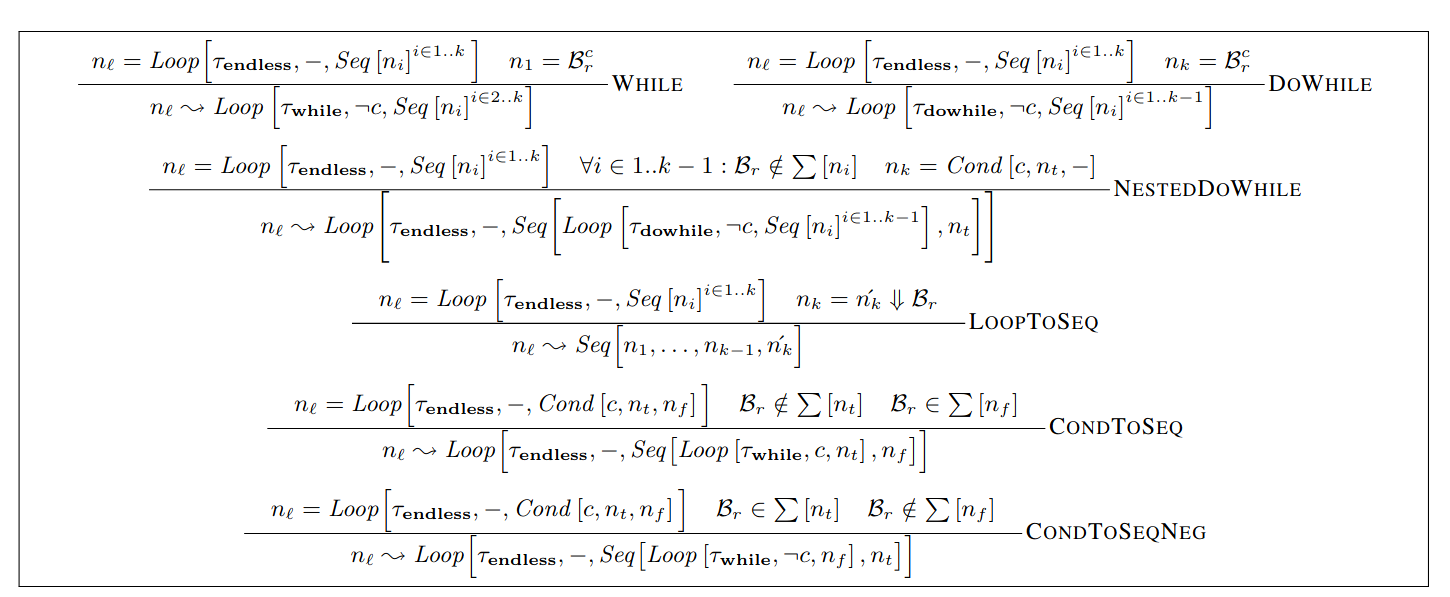 n_ℓ = Loop[τ_endless, −, Seq [n_i]^{i∈1..k}]   n_1 = ℬ_r^c
n_ℓ ⇝ Loop [τ_while, ¬c, Seq [n_i]^{i∈2..k}]
WHILE
n_ℓ = Loop [τ_endless, −, Seq [n_i]^{i∈1..k}]   n_k = ℬ_r^c
n_ℓ ⇝ Loop [τ_dowhile, ¬c, Seq [n_i]^{i∈1..k−1}]
DOWHILE
n_ℓ = Loop [τ_endless, −, Seq [n_i]^{i∈1..k}]   ∀i ∈ 1..k − 1 : ℬ_r ∉ ∑ [n_i]   n_k = Cond [c, n_t, −]
n_ℓ ⇝ Loop[τ_endless, −, Seq[Loop [τ_dowhile, ¬c, Seq [n_i]^{i∈1..k−1}], n_t]]
NESTEDDOWHILE
n_ℓ = Loop [τ_endless, −, Seq [n_i]^{i∈1..k}]   n_k = ń_k ⇓ ℬ_r
n_ℓ ⇝ Seq[n_1, . . . , n_{k−1}, ń_k]
LOOPTOSEQ
n_ℓ = Loop[τ_endless, −, Cond [c, n_t, n_f]]   ℬ_r ∉ ∑ [n_t]   ℬ_r ∈ ∑ [n_f]
n_ℓ ⇝ Loop[τ_endless, −, Seq[Loop [τ_while, c, n_t], n_f]]
CONDTOSEQ
n_ℓ = Loop[τ_endless, −, Cond [c, n_t, n_f]]   ℬ_r ∈ ∑ [n_t]   ℬ_r ∉ ∑ [n_f]
n_ℓ ⇝ Loop[τ_endless, −, Seq[Loop [τ_while, ¬c, n_f], n_t]]
CONDTOSEQNEG